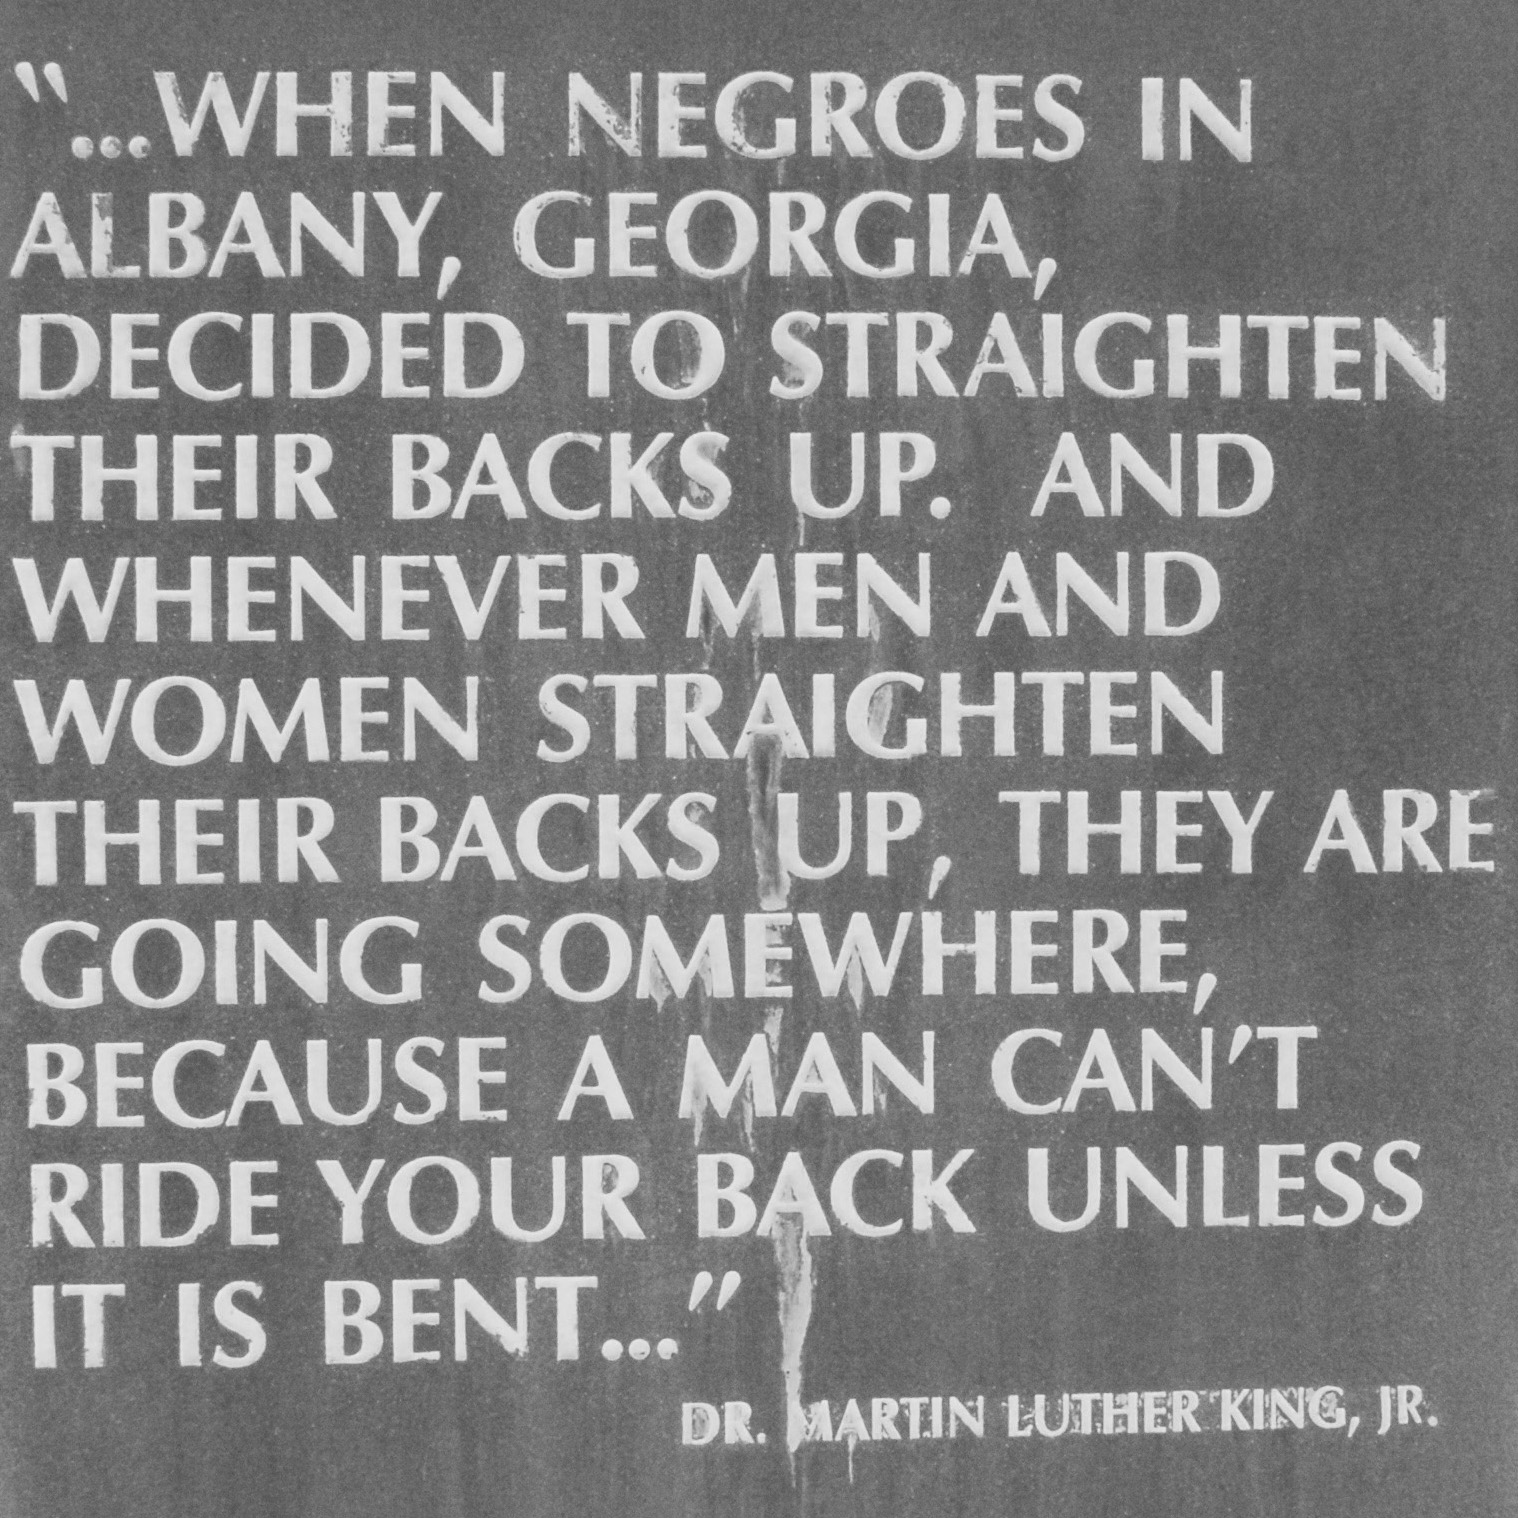 “...WHEN NEGROES IN
ALBANY, GEORGIA,
DECIDED TO STRAIGHTEN
THEIR BACKS UP. AND
WHENEVER MEN AND
WOMEN STRAIGHTEN
THEIR BACKS UP, THEY ARE
GOING SOMEWHERE,
BECAUSE A MAN CAN'T
RIDE YOUR BACK UNLESS
IT IS BENT...”
DR. MARTIN LUTHER KING, JR.